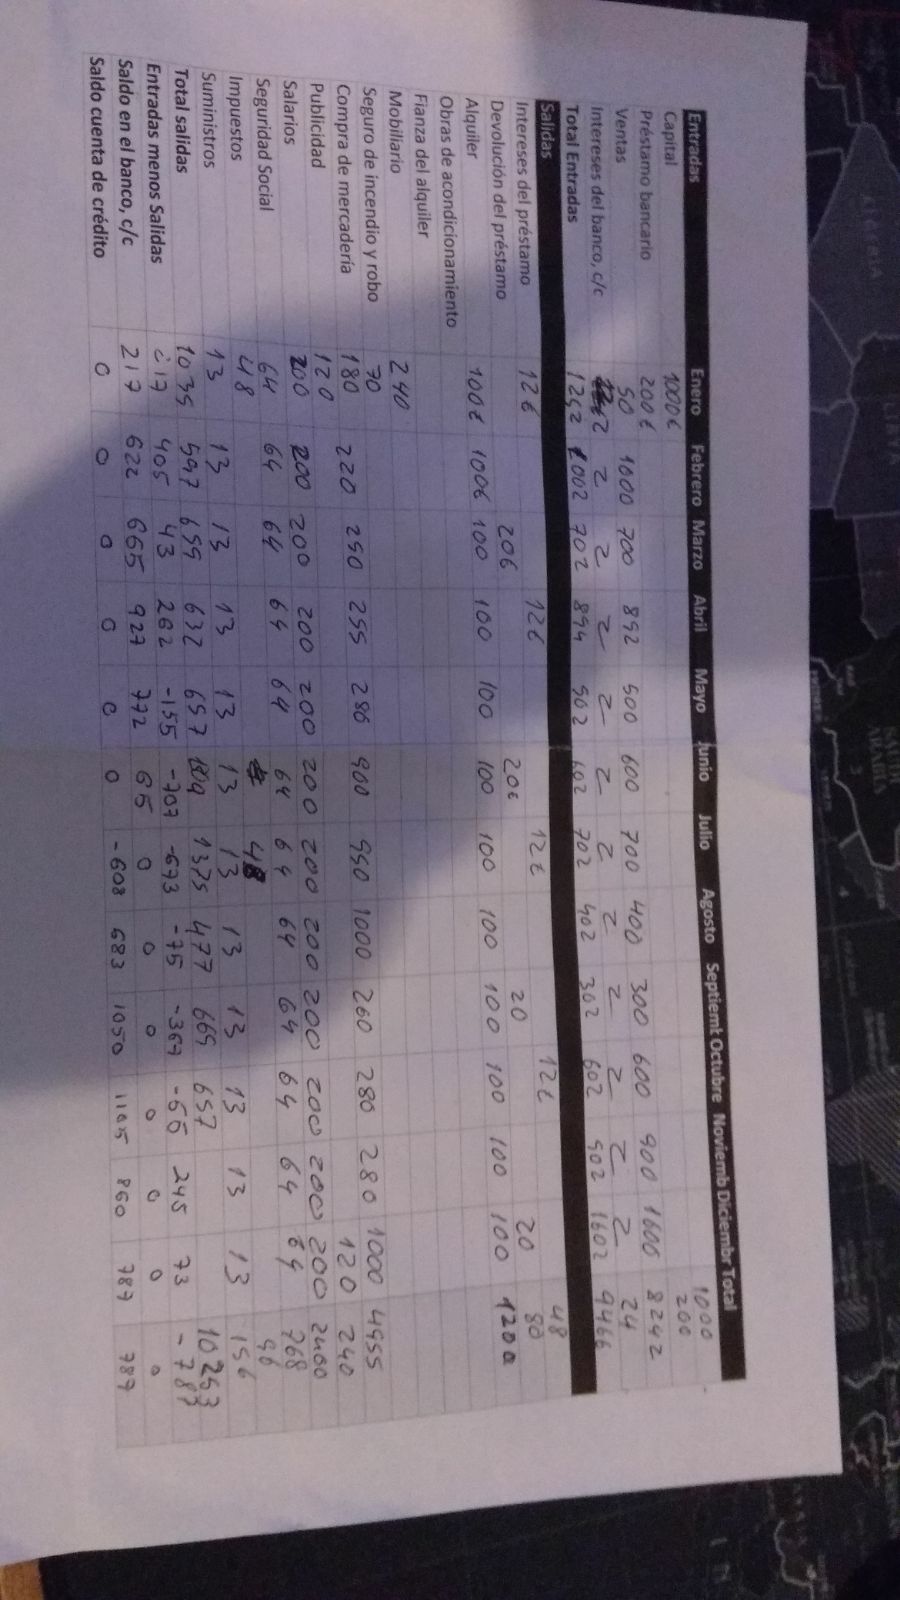 Entradas Enero Febrero Marzo Abril Mayo Junio Julio Agosto Septiemb Octubre Noviemb Diciembr Total
Capital 1000€ 1000
Préstamo bancario 200€ 200
Ventas 50 1000 700 892 500 600 700 400 300 600 900 1600 8242
Intereses del banco, c/c 2 2 2 2 2 2 2 2 2 2 2 2 24
Total Entradas 1252 1002 702 894 502 602 702 402 302 602 902 1602 9466
Salidas
Intereses del préstamo 12€ 12€ 12€ 12€ 48
Devolución del préstamo 20€ 20€ 20 20 80
Alquiler 100€ 100€ 100 100 100 100 100 100 100 100 100 100 1200
Obras de acondicionamiento
Fianza del alquiler
Mobiliario 240
Seguro de incendio y robo 70
Compra de mercadería 180 220 250 255 286 900 950 1000 260 280 280 1000 4955
Publicidad 120 120 240
Salarios 200 200 200 200 200 200 200 200 200 200 200 200 2400
Seguridad Social 64 64 64 64 64 64 64 64 64 64 64 64 768
Impuestos 48 48 96
Suministros 13 13 13 13 13 13 13 13 13 13 13 13 156
Total salidas 1035 597 659 632 657 1375 477 669 657 10253
Entradas menos Salidas 217 405 43 262 -155 -707 -673 -75 -367 -55 245 73 -787
Saldo en el banco, c/c 217 622 665 927 772 65 0 0 0 0 0 0 0
Saldo cuenta de crédito 0 0 0 0 0 0 -608 683 1050 1105 860 787 787